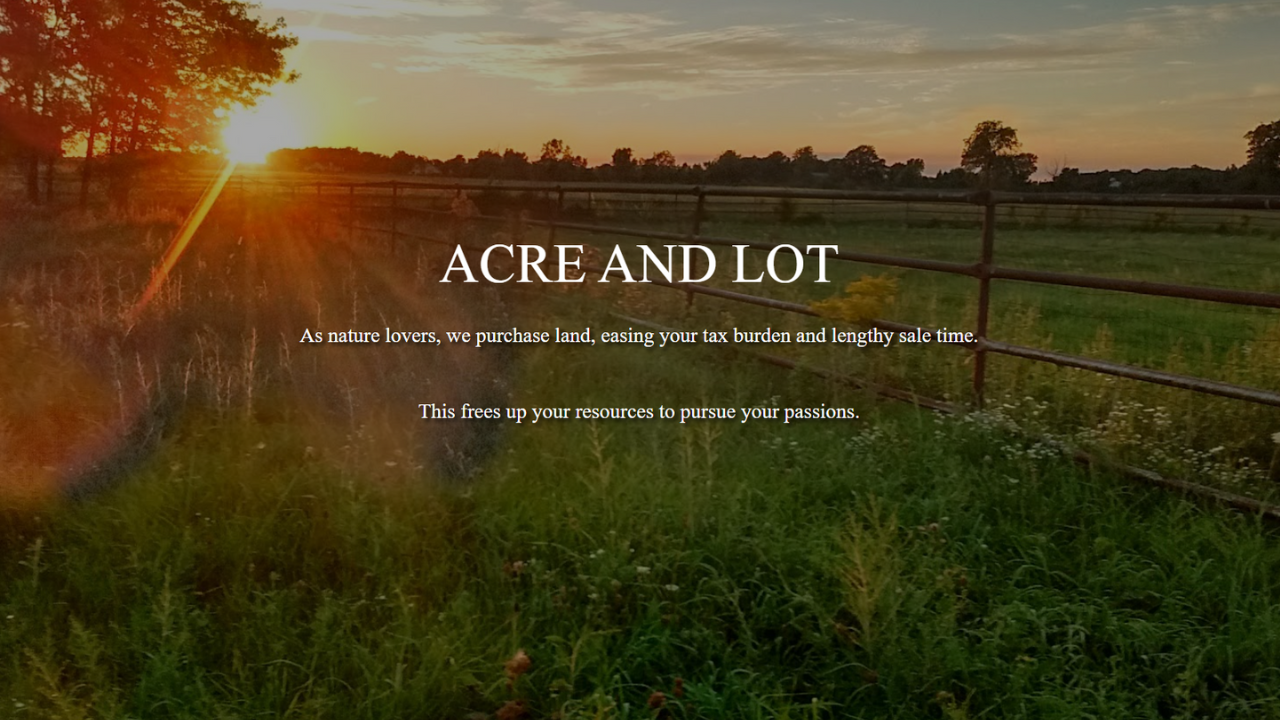 ACRE AND LOT
As nature lovers, we purchase land, easing your tax burden and lengthy sale time.
This frees up your resources to pursue your passions.